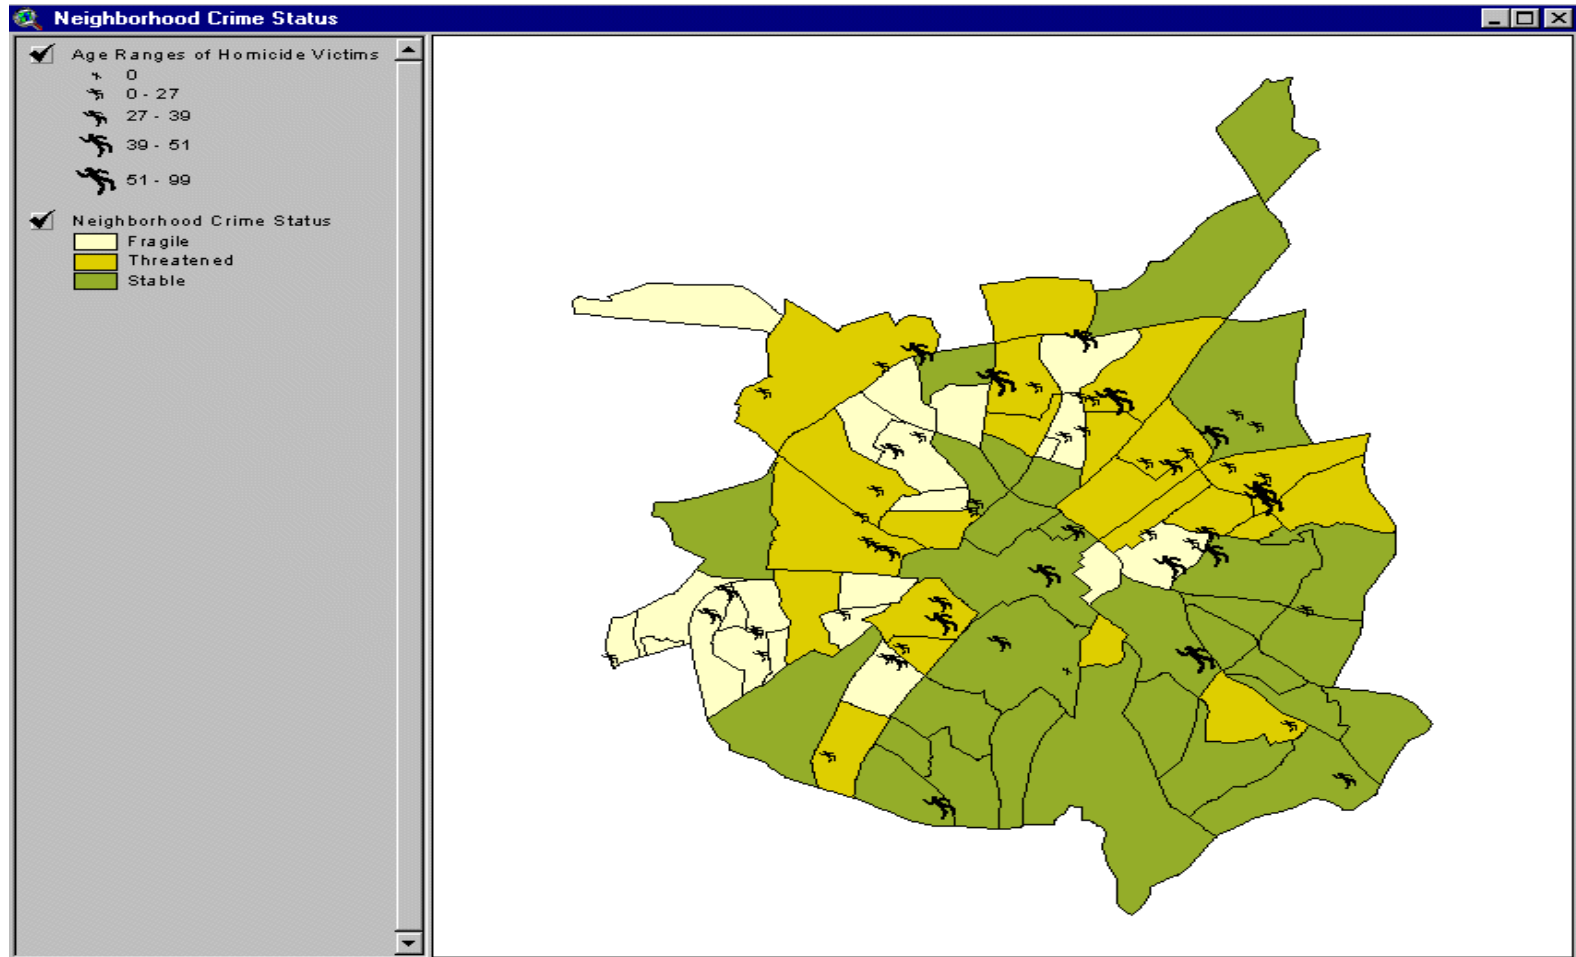 Neighborhood Crime Status
Age Ranges of Homicide Victims
0
0 - 27
27 - 39
39 - 51
51 - 99
Neighborhood Crime Status
Fragile
Threatened
Stable